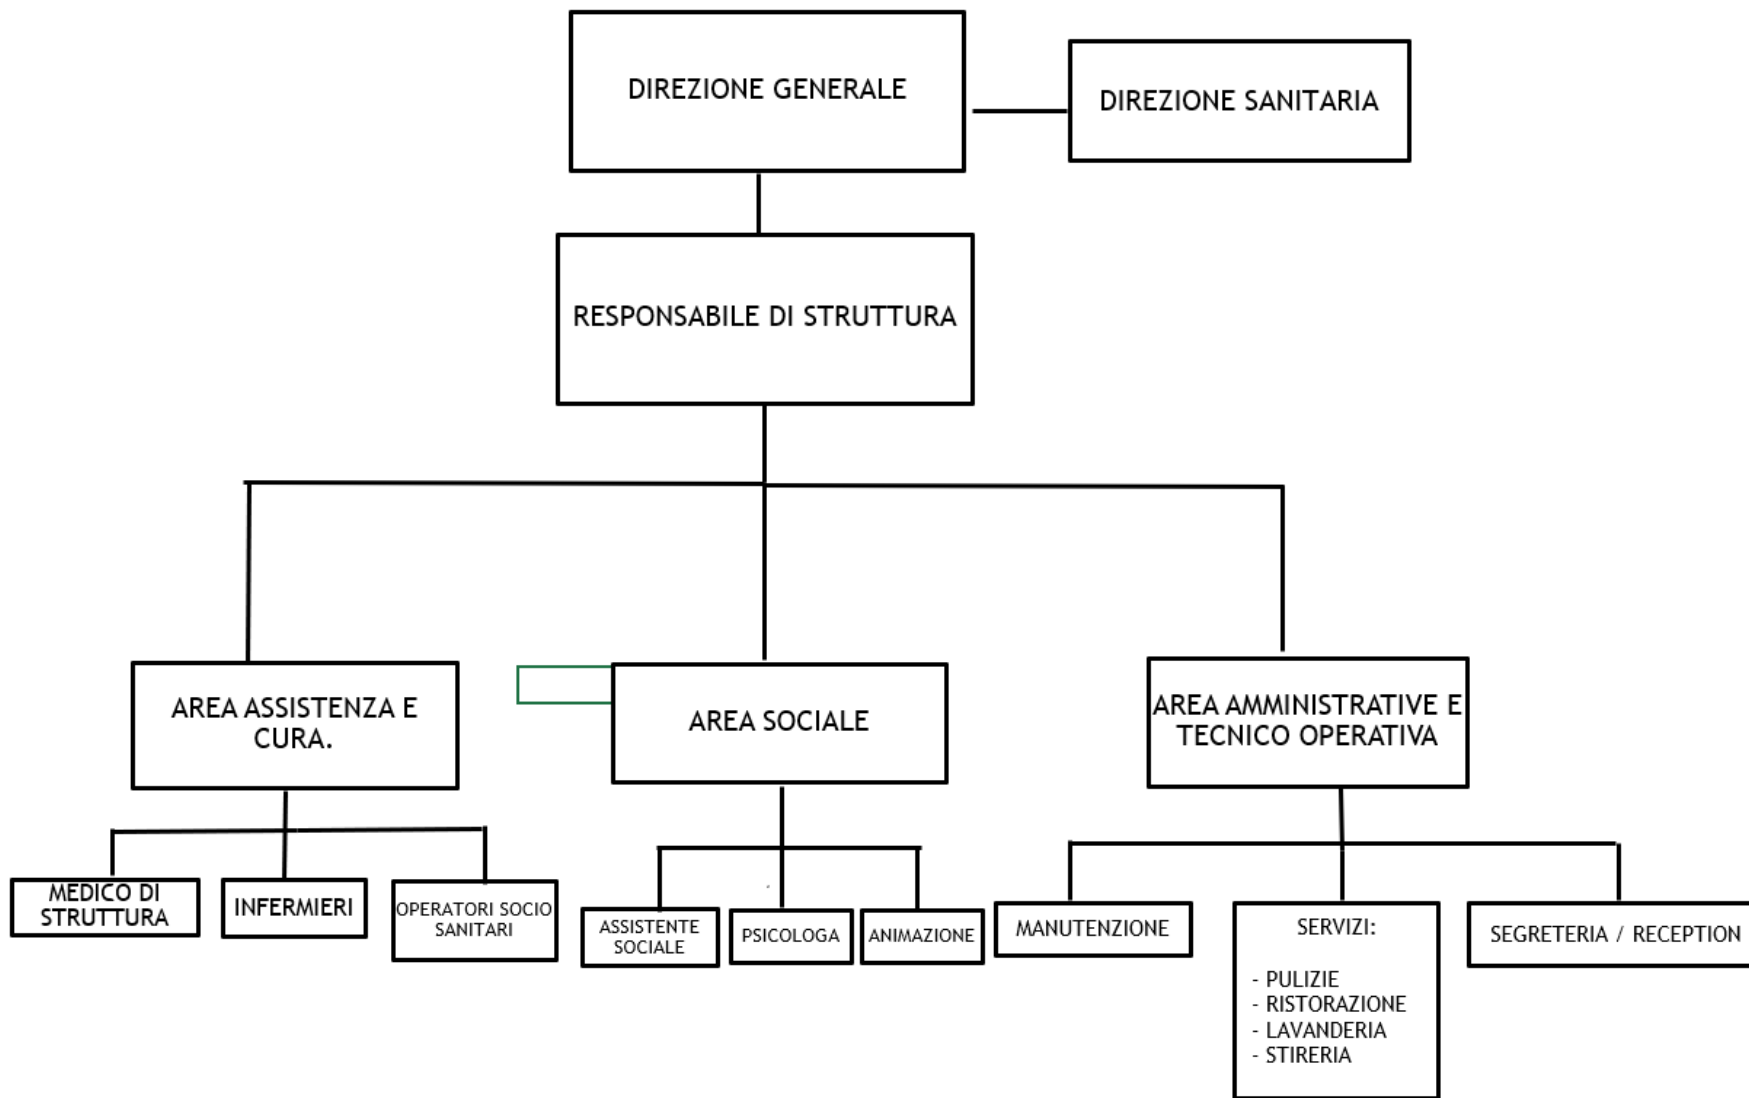 DIREZIONE GENERALE
DIREZIONE SANITARIA
RESPONSABILE DI STRUTTURA
AREA ASSISTENZA E
CURA.
AREA SOCIALE
AREA AMMINISTRATIVE E
TECNICO OPERATIVA
MEDICO DI
STRUTTURA
INFERMIERI
OPERATORI SOCIO
SANITARI
ASSISTENTE
SOCIALE
PSICOLOGA
ANIMAZIONE
MANUTENZIONE
SERVIZI:
- PULIZIE
- RISTORAZIONE
- LAVANDERIA
- STIRERIA
SEGRETERIA / RECEPTION